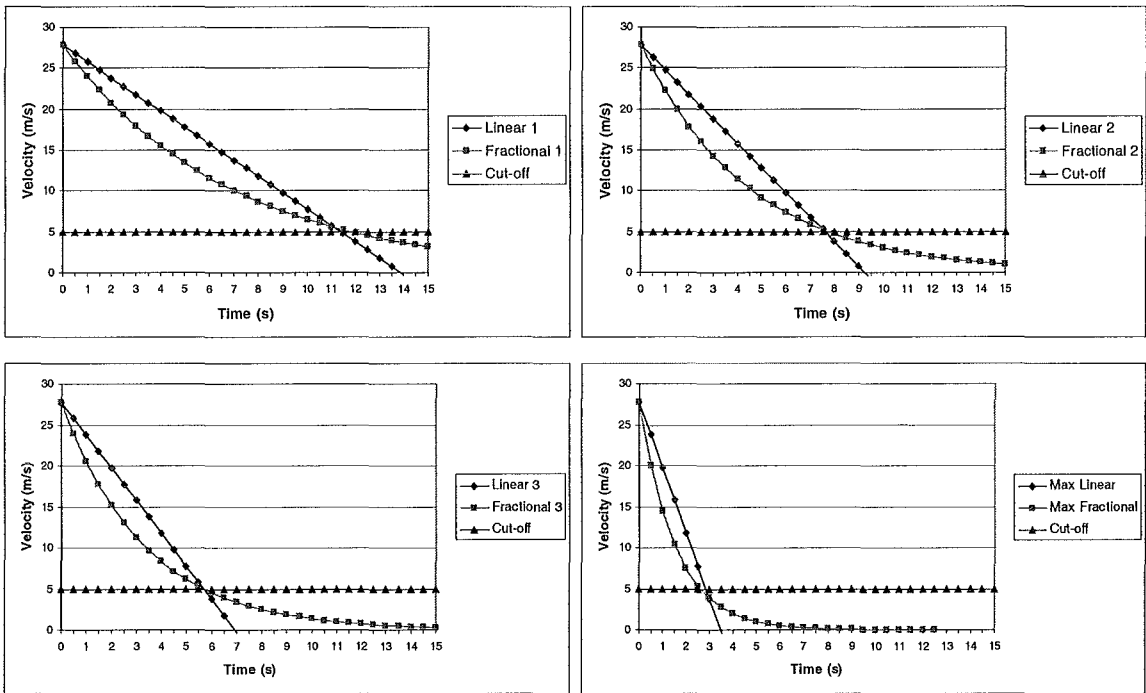 30
25
20
15
10
5
0
Velocity (m/s)
0 1 2 3 4 5 6 7 8 9 10 11 12 13 14 15
Time (s)
Linear 1
Fractional 1
Cut-off
30
25
20
15
10
5
0
Velocity (m/s)
0 1 2 3 4 5 6 7 8 9 10 11 12 13 14 15
Time (s)
Linear 2
Fractional 2
Cut-off
30
25
20
15
10
5
0
Velocity (m/s)
0 1 2 3 4 5 6 7 8 9 10 11 12 13 14 15
Time (s)
Linear 3
Fractional 3
Cut-off
30
25
20
15
10
5
0
Velocity (m/s)
0 1 2 3 4 5 6 7 8 9 10 11 12 13 14 15
Time (s)
Max Linear
Max Fractional
Cut-off